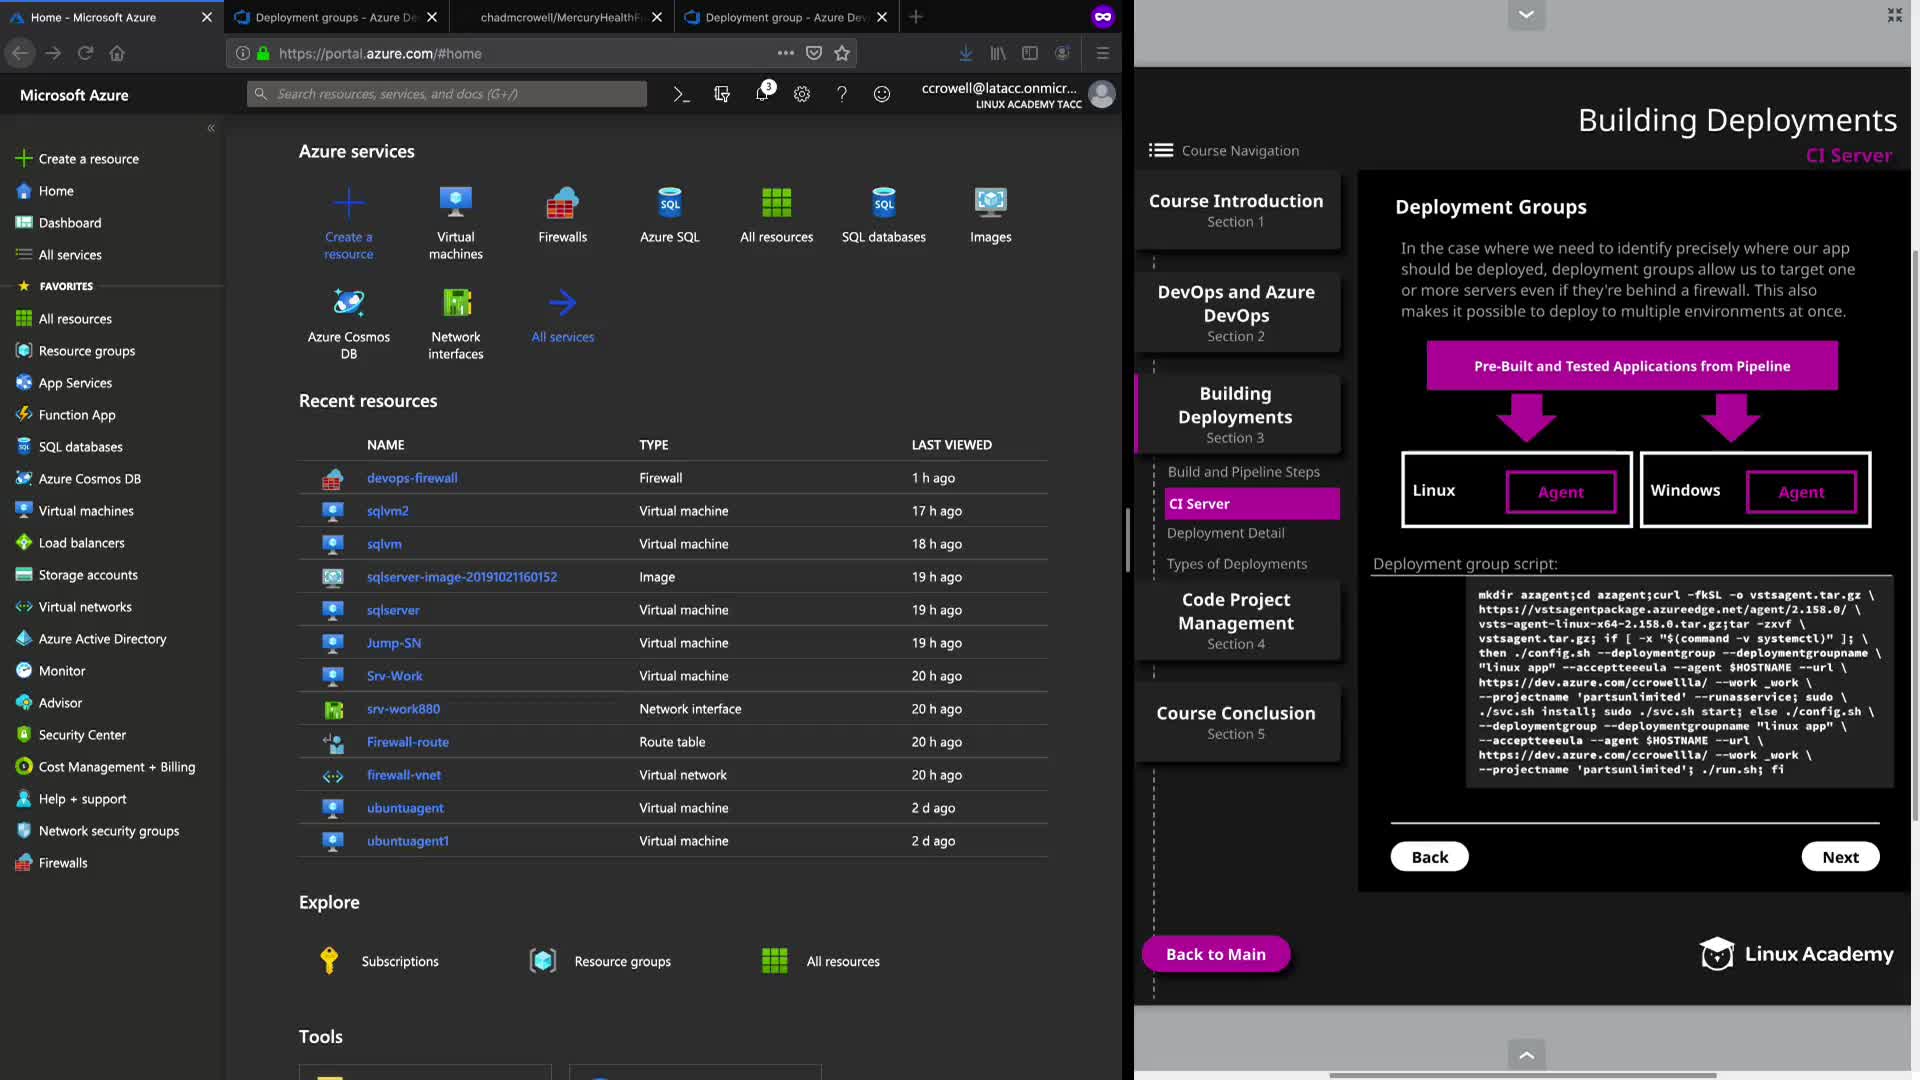 Home - Microsoft Azure
Deployment groups - Azure De
chadmcrowell/MercuryHealthF
Deployment group - Azure Dev
https://portal.azure.com/#home
Microsoft Azure
Search resources, services, and docs (G+/)
3
ccrowell@latacc.onmicr...
LINUX ACADEMY TACC
Create a resource
Home
Dashboard
All services
FAVORITES
All resources
Resource groups
App Services
Function App
SQL databases
Azure Cosmos DB
Virtual machines
Load balancers
Storage accounts
Virtual networks
Azure Active Directory
Monitor
Advisor
Security Center
Cost Management + Billing
Help + support
Network security groups
Firewalls
Azure services
Create a resource
Virtual machines
Firewalls
SQL
Azure SQL
All resources
SQL
SQL databases
Images
Azure Cosmos DB
Network interfaces
All services
Recent resources
NAME TYPE LAST VIEWED
devops-firewall Firewall 1 h ago
sqlvm2 Virtual machine 17 h ago
sqlvm Virtual machine 18 h ago
sqlserver-image-20191021160152 Image 19 h ago
sqlserver Virtual machine 19 h ago
Jump-SN Virtual machine 19 h ago
Srv-Work Virtual machine 20 h ago
srv-work880 Network interface 20 h ago
Firewall-route Route table 20 h ago
firewall-vnet Virtual network 20 h ago
ubuntuagent Virtual machine 2 d ago
ubuntuagent1 Virtual machine 2 d ago
Explore
Subscriptions
Resource groups
All resources
Tools
Building Deployments
CI Server
Course Navigation
Course Introduction
Section 1
DevOps and Azure
DevOps
Section 2
Building
Deployments
Section 3
Build and Pipeline Steps
CI Server
Deployment Detail
Types of Deployments
Code Project
Management
Section 4
Course Conclusion
Section 5
Back to Main
Deployment Groups
In the case where we need to identify precisely where our app
should be deployed, deployment groups allow us to target one
or more servers even if they're behind a firewall. This also
makes it possible to deploy to multiple environments at once.
Pre-Built and Tested Applications from Pipeline
Linux Agent
Windows Agent
Deployment group script:
mkdir azagent;cd azagent;curl -fkSL -o vstsagent.tar.gz \
https://vstsagentpackage.azureedge.net/agent/2.158.0/ \
vsts-agent-linux-x64-2.158.0.tar.gz;tar -zxvf \
vstsagent.tar.gz; if [ -x "$(command -v systemctl)" ]; \
then ./config.sh --deploymentgroup --deploymentgroupname \
"linux app" --acceptteeeula --agent $HOSTNAME --url \
https://dev.azure.com/ccrowellla/ --work _work \
--projectname 'partsunlimited' --runasservice; sudo \
./svc.sh install; sudo ./svc.sh start; else ./config.sh \
--deploymentgroup --deploymentgroupname "linux app" \
--acceptteeeula --agent $HOSTNAME --url \
https://dev.azure.com/ccrowellla/ --work _work \
--projectname 'partsunlimited'; ./run.sh; fi
Back
Next
Linux Academy